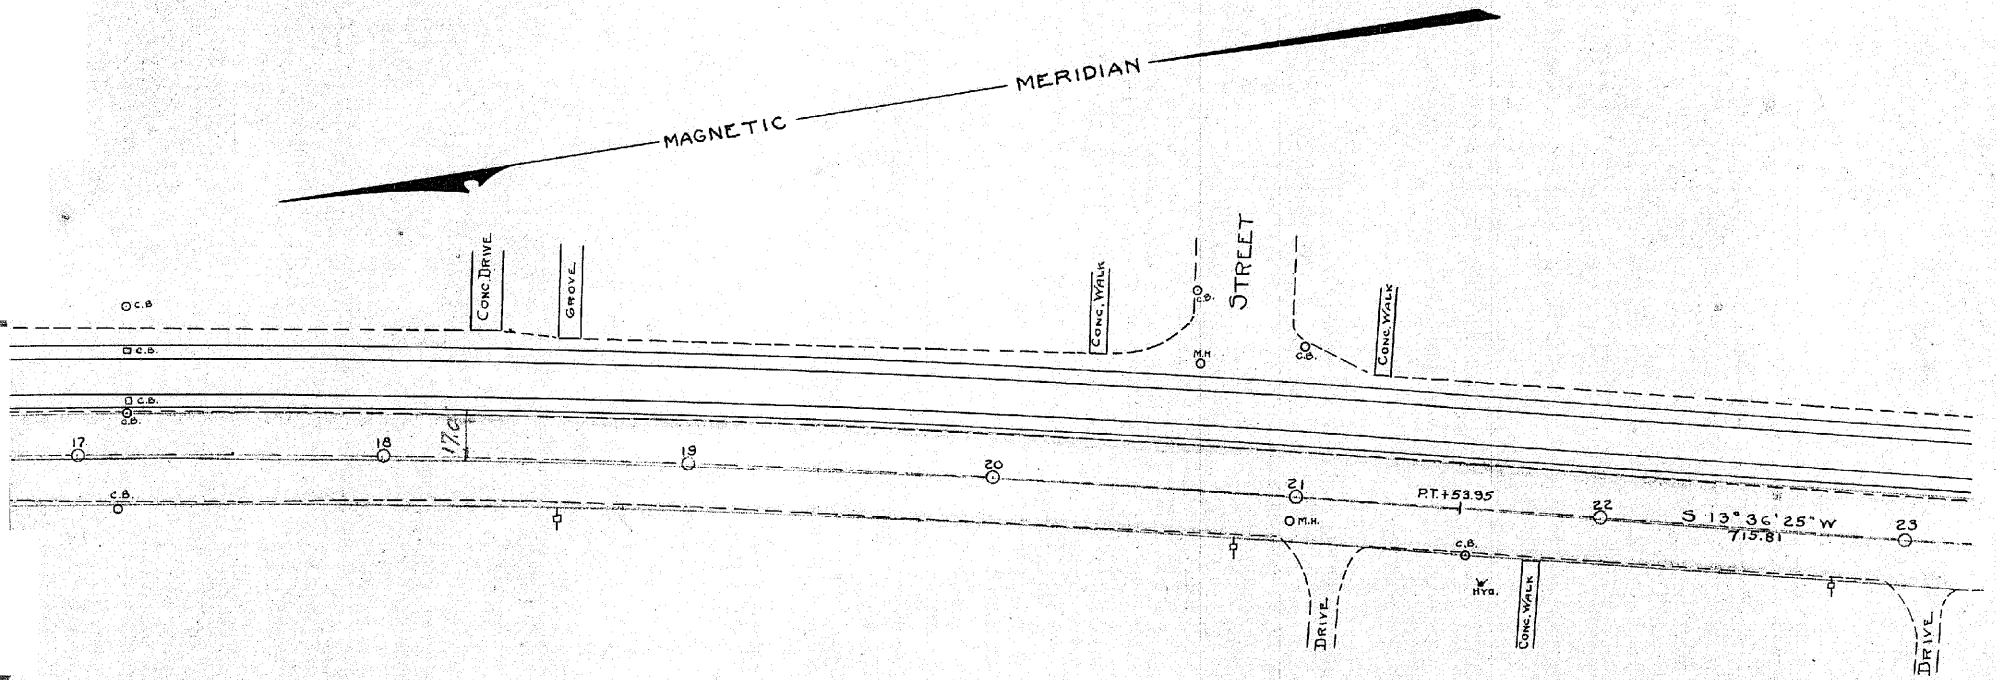 MAGNETIC MERIDIAN
CONC. DRIVE
GROVE
CONC. WALK
STREET
CONC. WALK
C.B
C.B.
C.B.
C.B.
C.B.
M.H
C.B.
17
18
17.0
19
20
21
P.T.+53.95
22
S 13° 36' 25" W
715.81
23
C.B.
M.H.
C.B.
HYD.
DRIVE
CONC. WALK
DRIVE